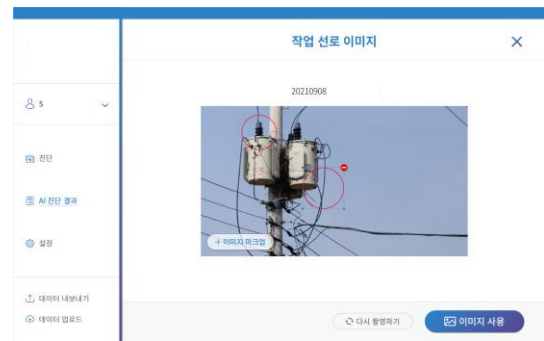 작업 선로 이미지
5
진단
AI 진단 결과
설정
데이터 내보내기
데이터 업로드
20210908
+ 이미지 마크업
다시 촬영하기
이미지 사용